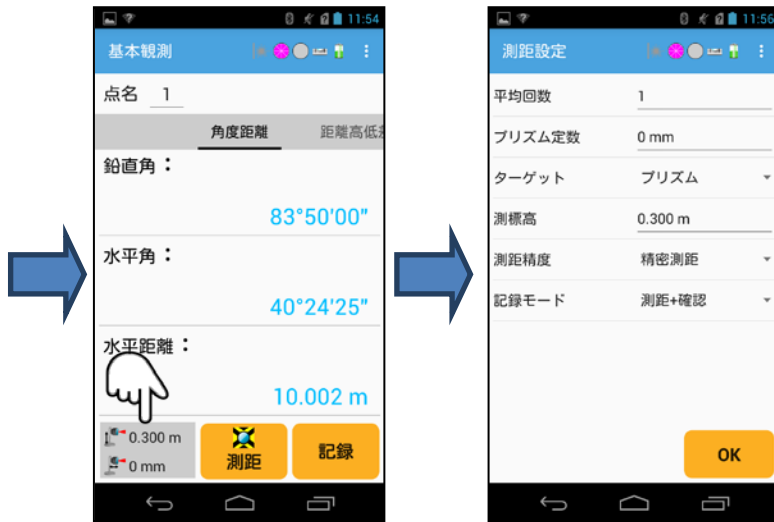 11:54
基本観測
点名 1
角度距離 距離高低差
鉛直角：
83°50'00"
水平角：
40°24'25"
水平距離：
10.002 m
0.300 m
0 mm
測距
記録
11:56
測距設定
平均回数 1
プリズム定数 0 mm
ターゲット プリズム
測標高 0.300 m
測距精度 精密測距
記録モード 測距+確認
OK